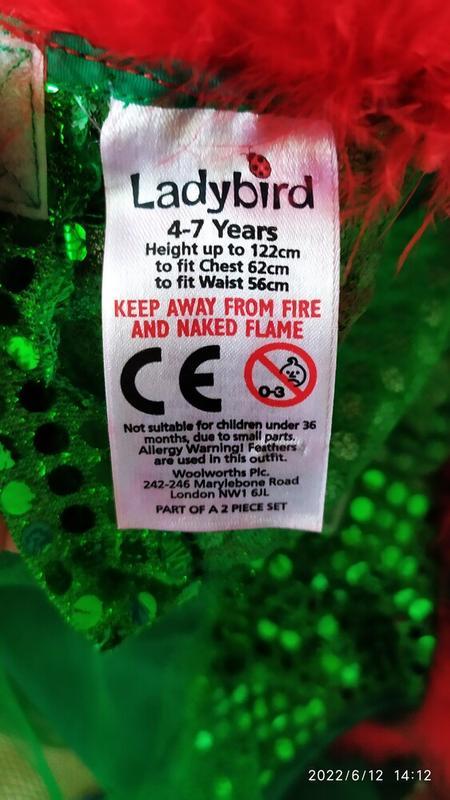 Ladybird
4-7 Years
Height up to 122cm
to fit Chest 62cm
to fit Waist 56cm
KEEP AWAY FROM FIRE
AND NAKED FLAME
CE
0-3
Not suitable for children under 36
months, due to small parts.
Allergy Warning! Feathers
are used in this outfit.
Woolworths Plc.
242-246 Marylebone Road
London NW1 6JL
PART OF A 2 PIECE SET
2022/6/12 14:12